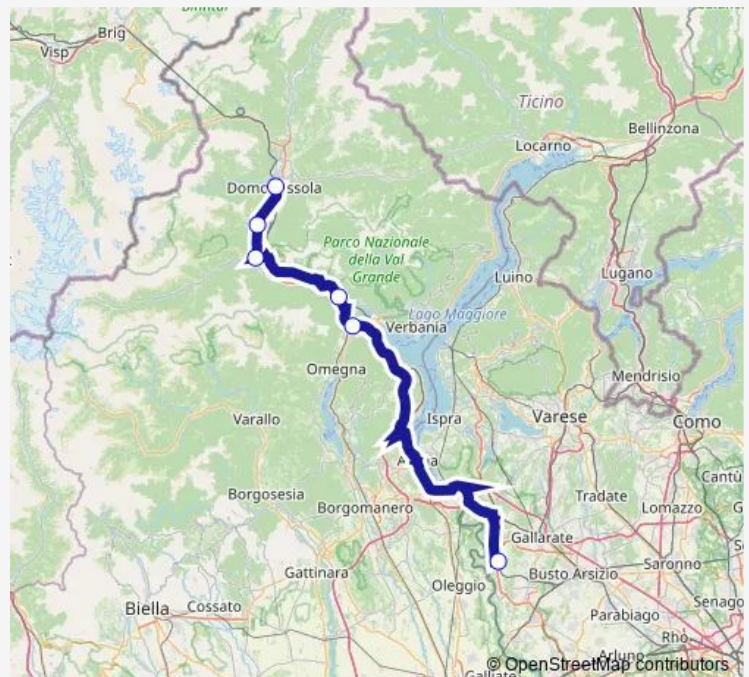 Brig
Visp
Ticino
Bellinzona
Locarno
Parco Nazionale
della Val
Grande
Luino
Lugano
Lago Maggiore
Verbania
Omegna
Mendrisio
Ispra
Varese
Como
Varallo
Cantù
Borgosesia
Tradate
Lomazzo
Borgomanero
Gallarate
Saronno
Gattinara
Busto Arsizio
Oleggio
Senago
Biella
Cossato
Parabiago
Rho
Galliate
© OpenStreetMap contributors